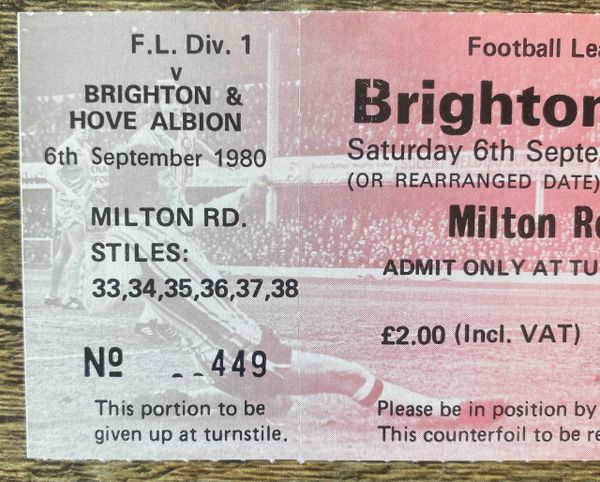 F.L. Div. 1
v
BRIGHTON &
HOVE ALBION
6th September 1980
MILTON RD.
STILES:
33,34,35,36,37,38
Nº 449
This portion to be
given up at turnstile.
Football Lea
Brighton
Saturday 6th Septe
(OR REARRANGED DATE)
Milton R
ADMIT ONLY AT TU
£2.00 (Incl. VAT)
Please be in position by
This counterfoil to be re